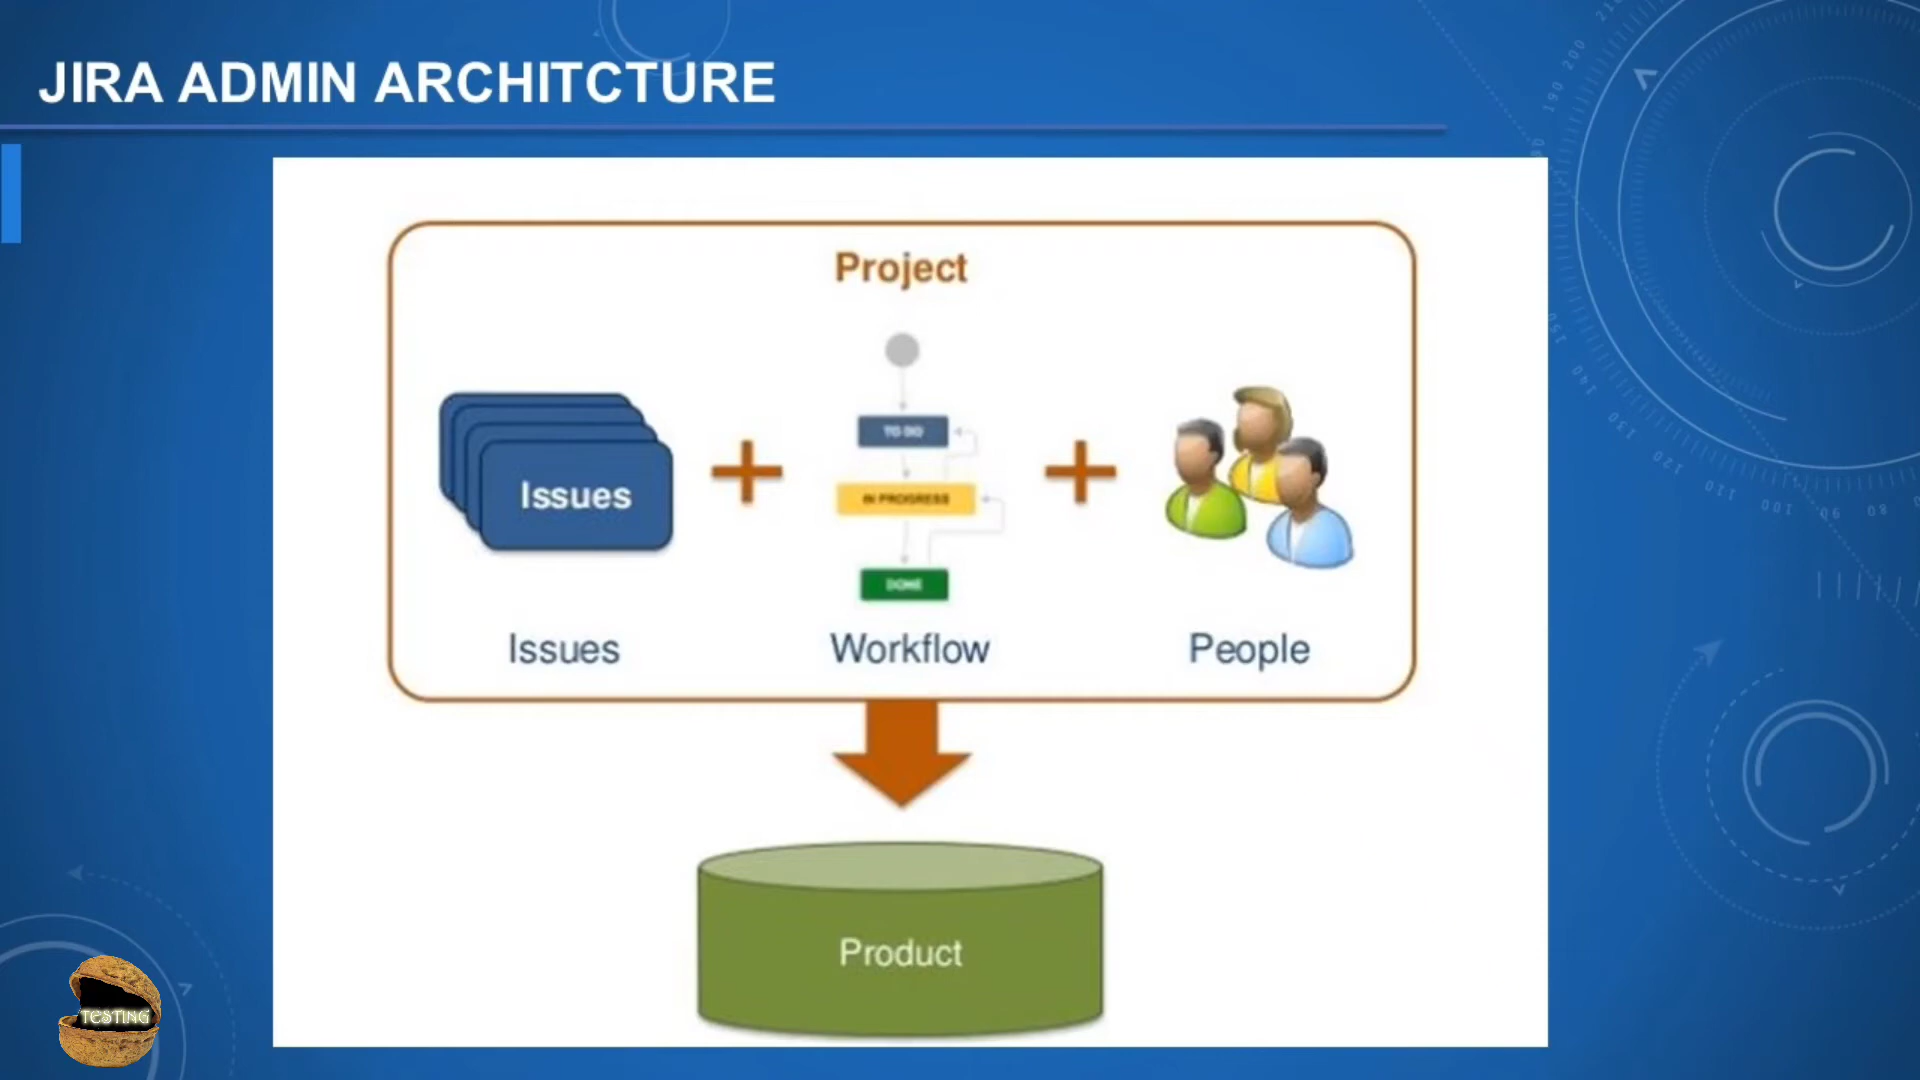 JIRA ADMIN ARCHITCTURE
Project
TO DO
Issues
IN PROGRESS
DONE
Issues
Workflow
People
Product
TESTING